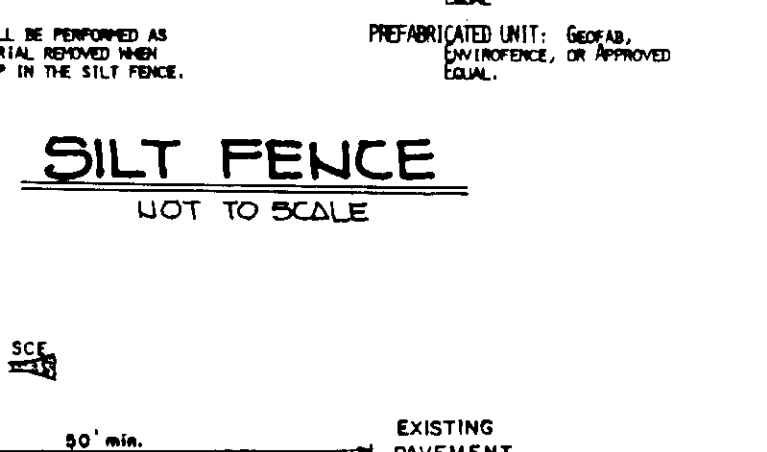 EQUAL
LL BE PERFORMED AS
RIAL REMOVED WHEN
P IN THE SILT FENCE.
PREFABRICATED UNIT: GEOFAB,
ENVIROFENCE, OR APPROVED
EQUAL.
SILT FENCE
NOT TO SCALE
SCE
50' min.
EXISTING
PAVEMENT